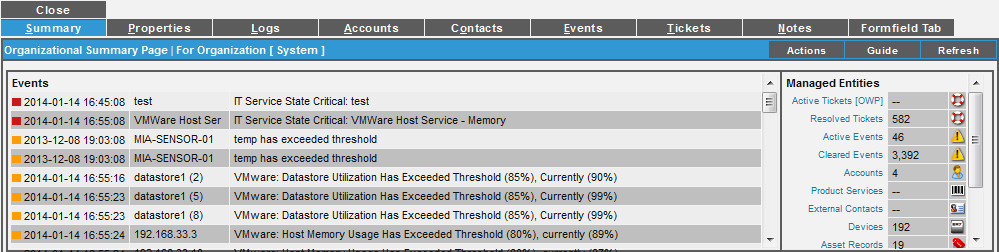 Close
Summary Properties Logs Accounts Contacts Events Tickets Notes Formfield Tab
Organizational Summary Page | For Organization [ System ] Actions Guide Refresh
Events
2014-01-14 16:45:08 test IT Service State Critical: test
2014-01-14 16:55:08 VMWare Host Ser IT Service State Critical: VMWare Host Service - Memory
2013-12-08 19:03:08 MIA-SENSOR-01 temp has exceeded threshold
2013-12-08 19:03:08 MIA-SENSOR-01 temp has exceeded threshold
2014-01-14 16:55:16 datastore1 (2) VMware: Datastore Utilization Has Exceeded Threshold (85%), Currently (90%)
2014-01-14 16:55:23 datastore1 (5) VMware: Datastore Utilization Has Exceeded Threshold (85%), Currently (99%)
2014-01-14 16:55:23 datastore1 (8) VMware: Datastore Utilization Has Exceeded Threshold (85%), Currently (99%)
2014-01-14 16:55:24 192.168.33.3 VMware: Host Memory Usage Has Exceeded Threshold (80%), currently (89%)
Managed Entities
Active Tickets [OWP] --
Resolved Tickets 582
Active Events 46
Cleared Events 3,392
Accounts 4
Product Services --
External Contacts --
Devices 192
Asset Records 19